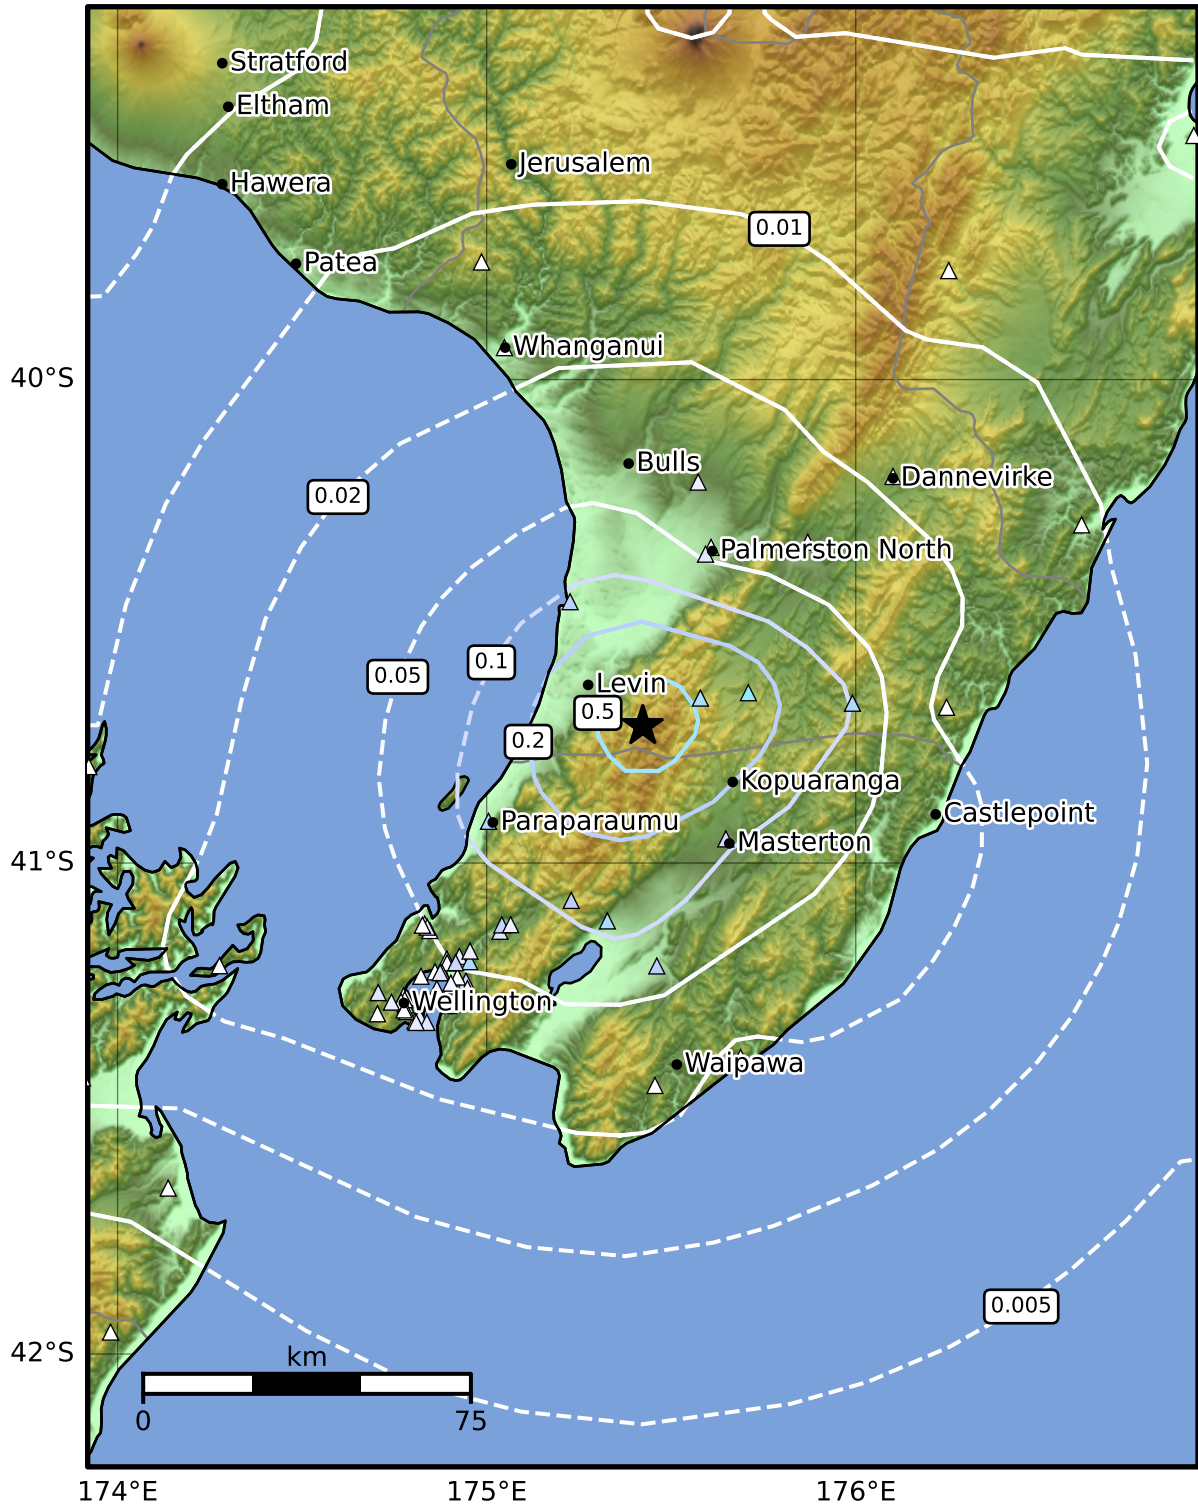 Stratford
Eltham
Jerusalem
Hawera
0.01
Patea
Whanganui
40°S
Bulls
Dannevirke
0.02
Palmerston North
0.1
0.05
Levin
0.5
0.2
Kopuaranga
Castlepoint
Paraparaumu
Masterton
41°S
Wellington
Waipawa
0.005
42°S
km
0 75
174°E 175°E 176°E